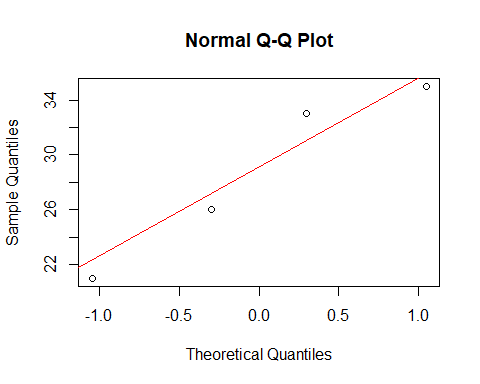 Normal Q-Q Plot
Sample Quantiles
34
30
26
22
-1.0 -0.5 0.0 0.5 1.0
Theoretical Quantiles